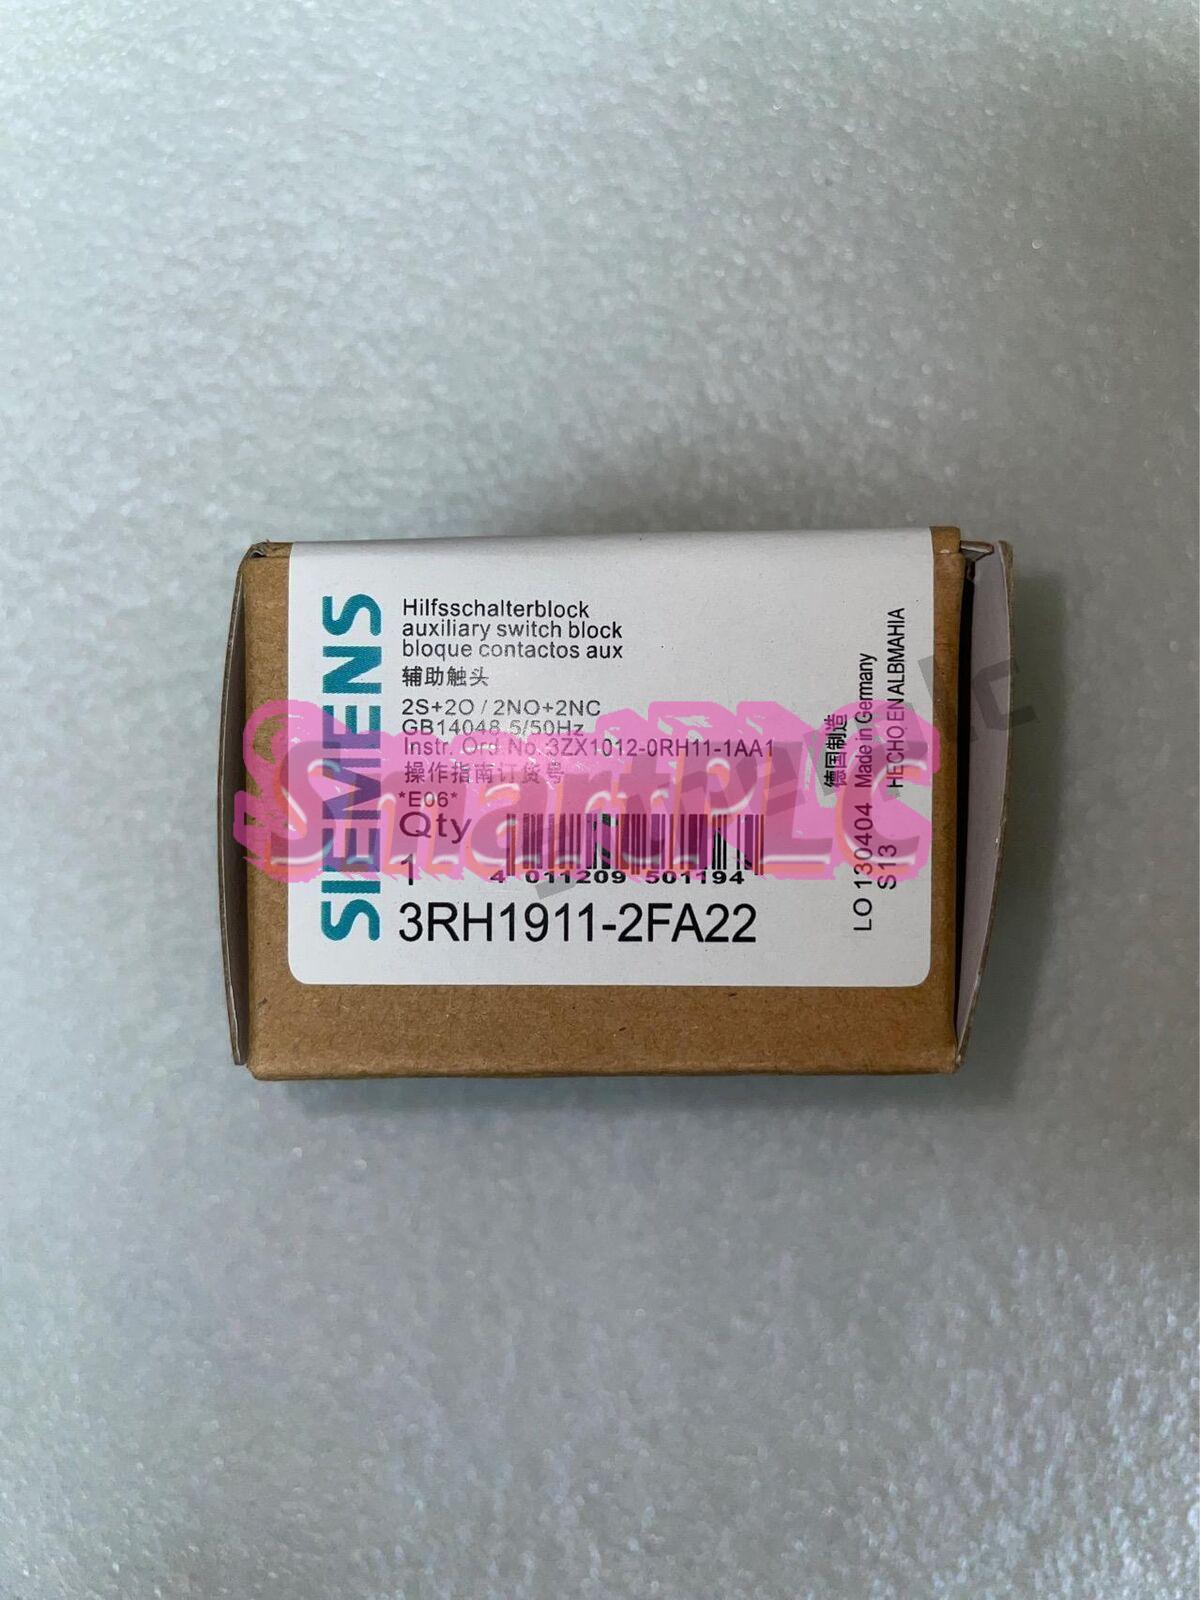 SIEMENS
Hilfsschalterblock
auxiliary switch block
bloque contactos aux
辅助触头
2S+2O / 2NO+2NC
GB14048.5/50Hz
Instr. Ord. No. 3ZX1012-0RH11-1AA1
操作指南订货号
*E06*
Qty
1
4 011209 501194
3RH1911-2FA22
德国制造
LO 130404 Made in Germany
S13 HECHO EN ALBMAHIA
SmartPLC